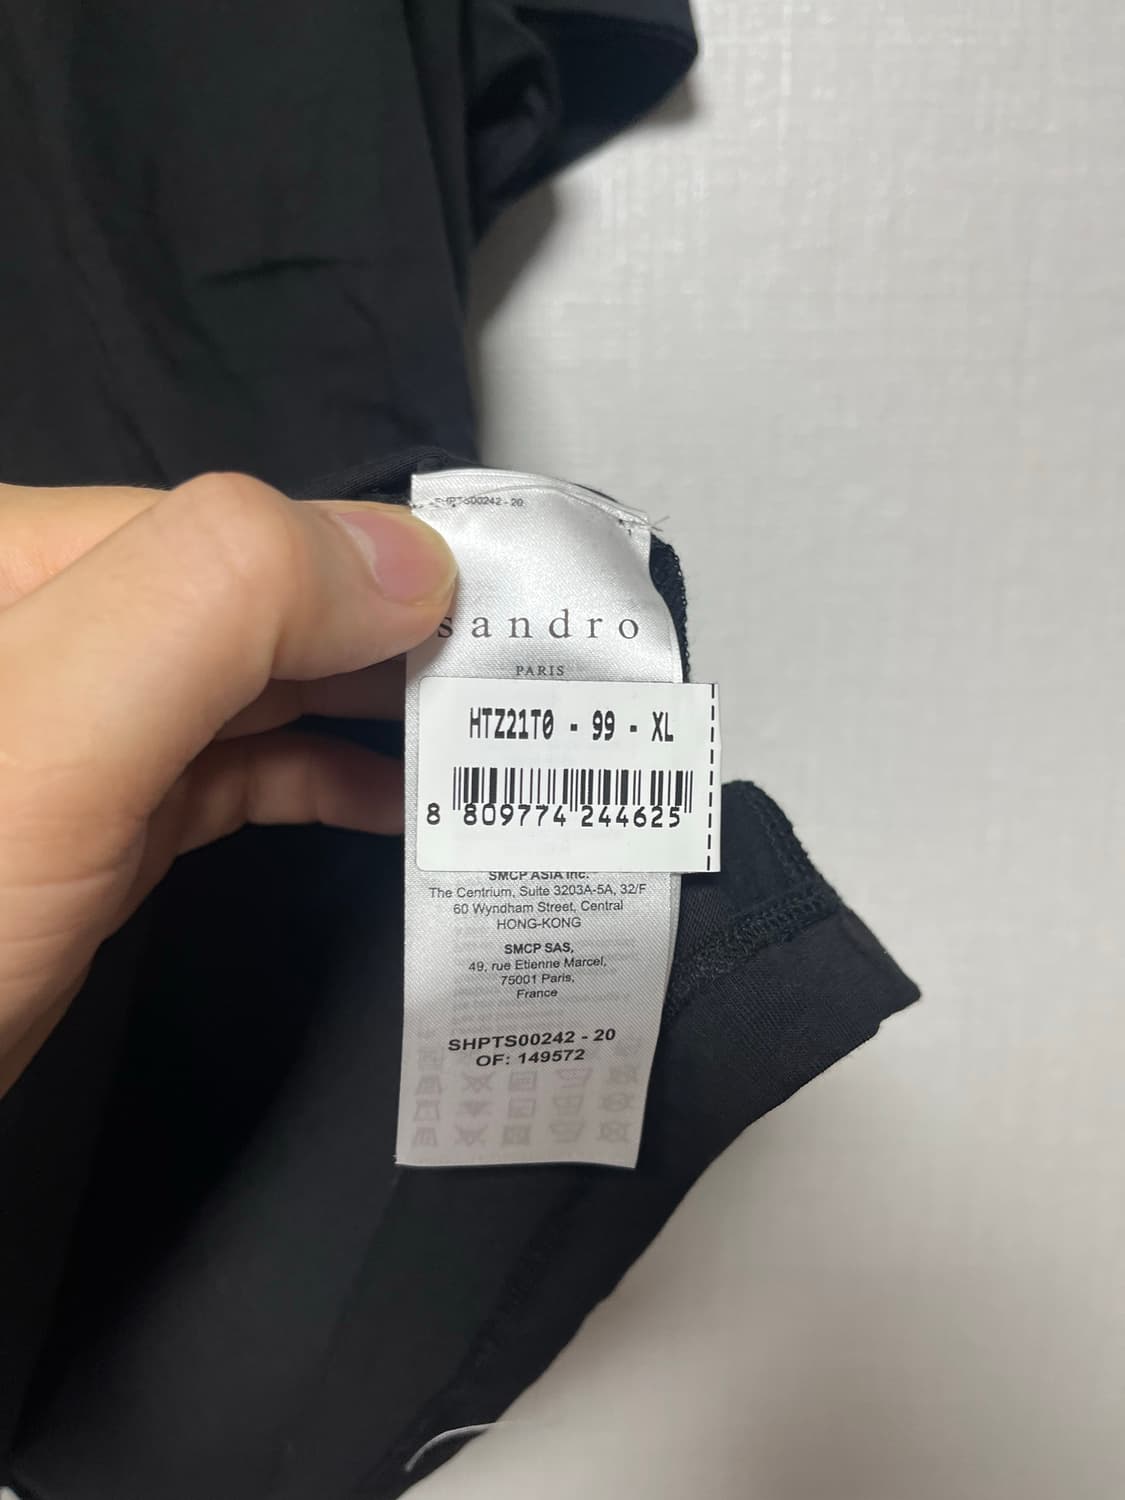 SHPTS00242 - 20
sandro
PARIS
HTZ21T0 - 99 - XL
8 809774 244625
SMCP ASIA Inc.
The Centrium, Suite 3203A-5A, 32/F
60 Wyndham Street, Central
HONG-KONG
SMCP SAS,
49, rue Etienne Marcel,
75001 Paris,
France
SHPTS00242 - 20
OF: 149572